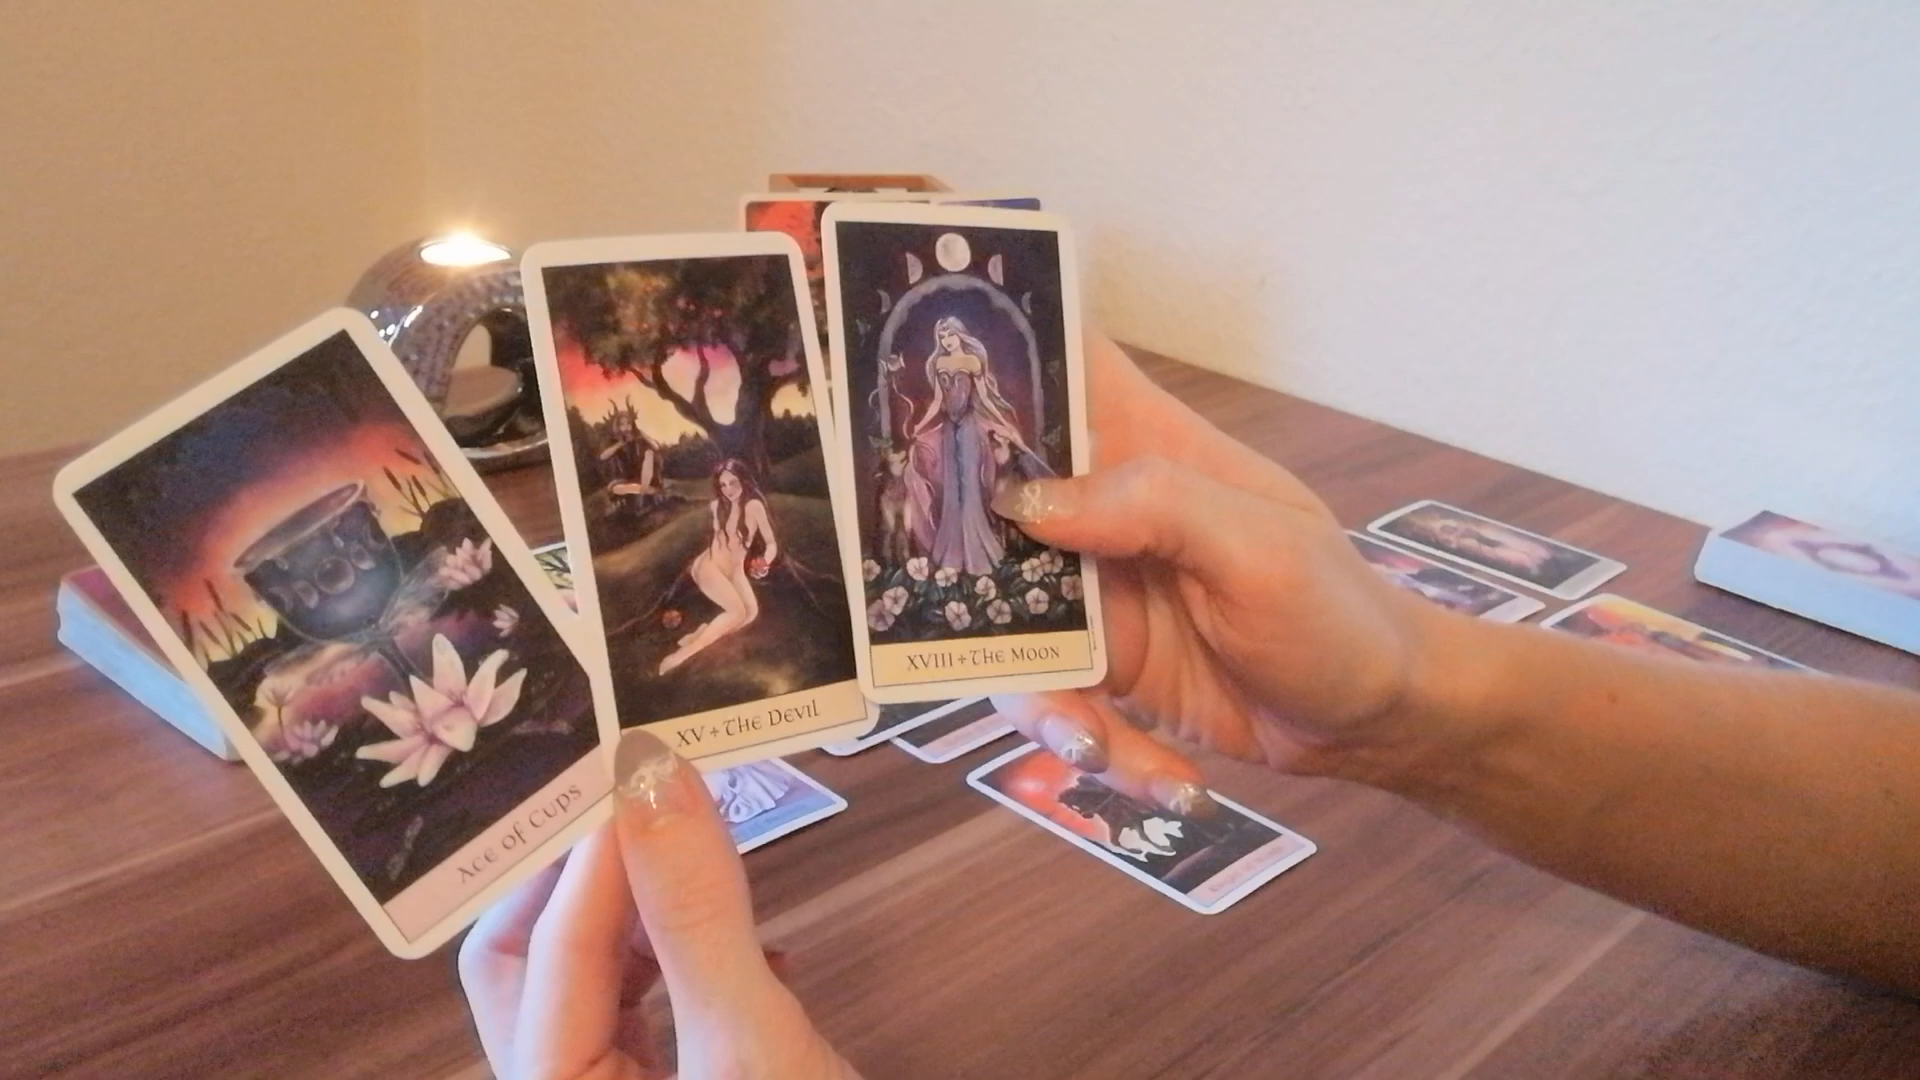 Ace of Cups
XV + The Devil
XVIII + The Moon